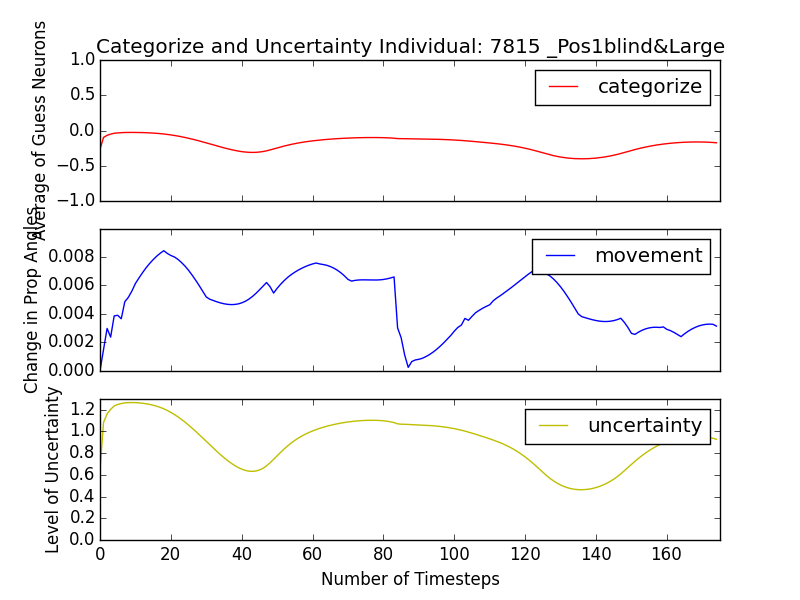 Categorize and Uncertainty Individual: 7815 _Pos1blind&Large
Average of Guess Neurons
1.0
0.5
0.0
−0.5
−1.0
categorize
Change in Prop Angles
0.008
0.006
0.004
0.002
0.000
movement
Level of Uncertainty
1.2
1.0
0.8
0.6
0.4
0.2
0.0
uncertainty
0 20 40 60 80 100 120 140 160
Number of Timesteps